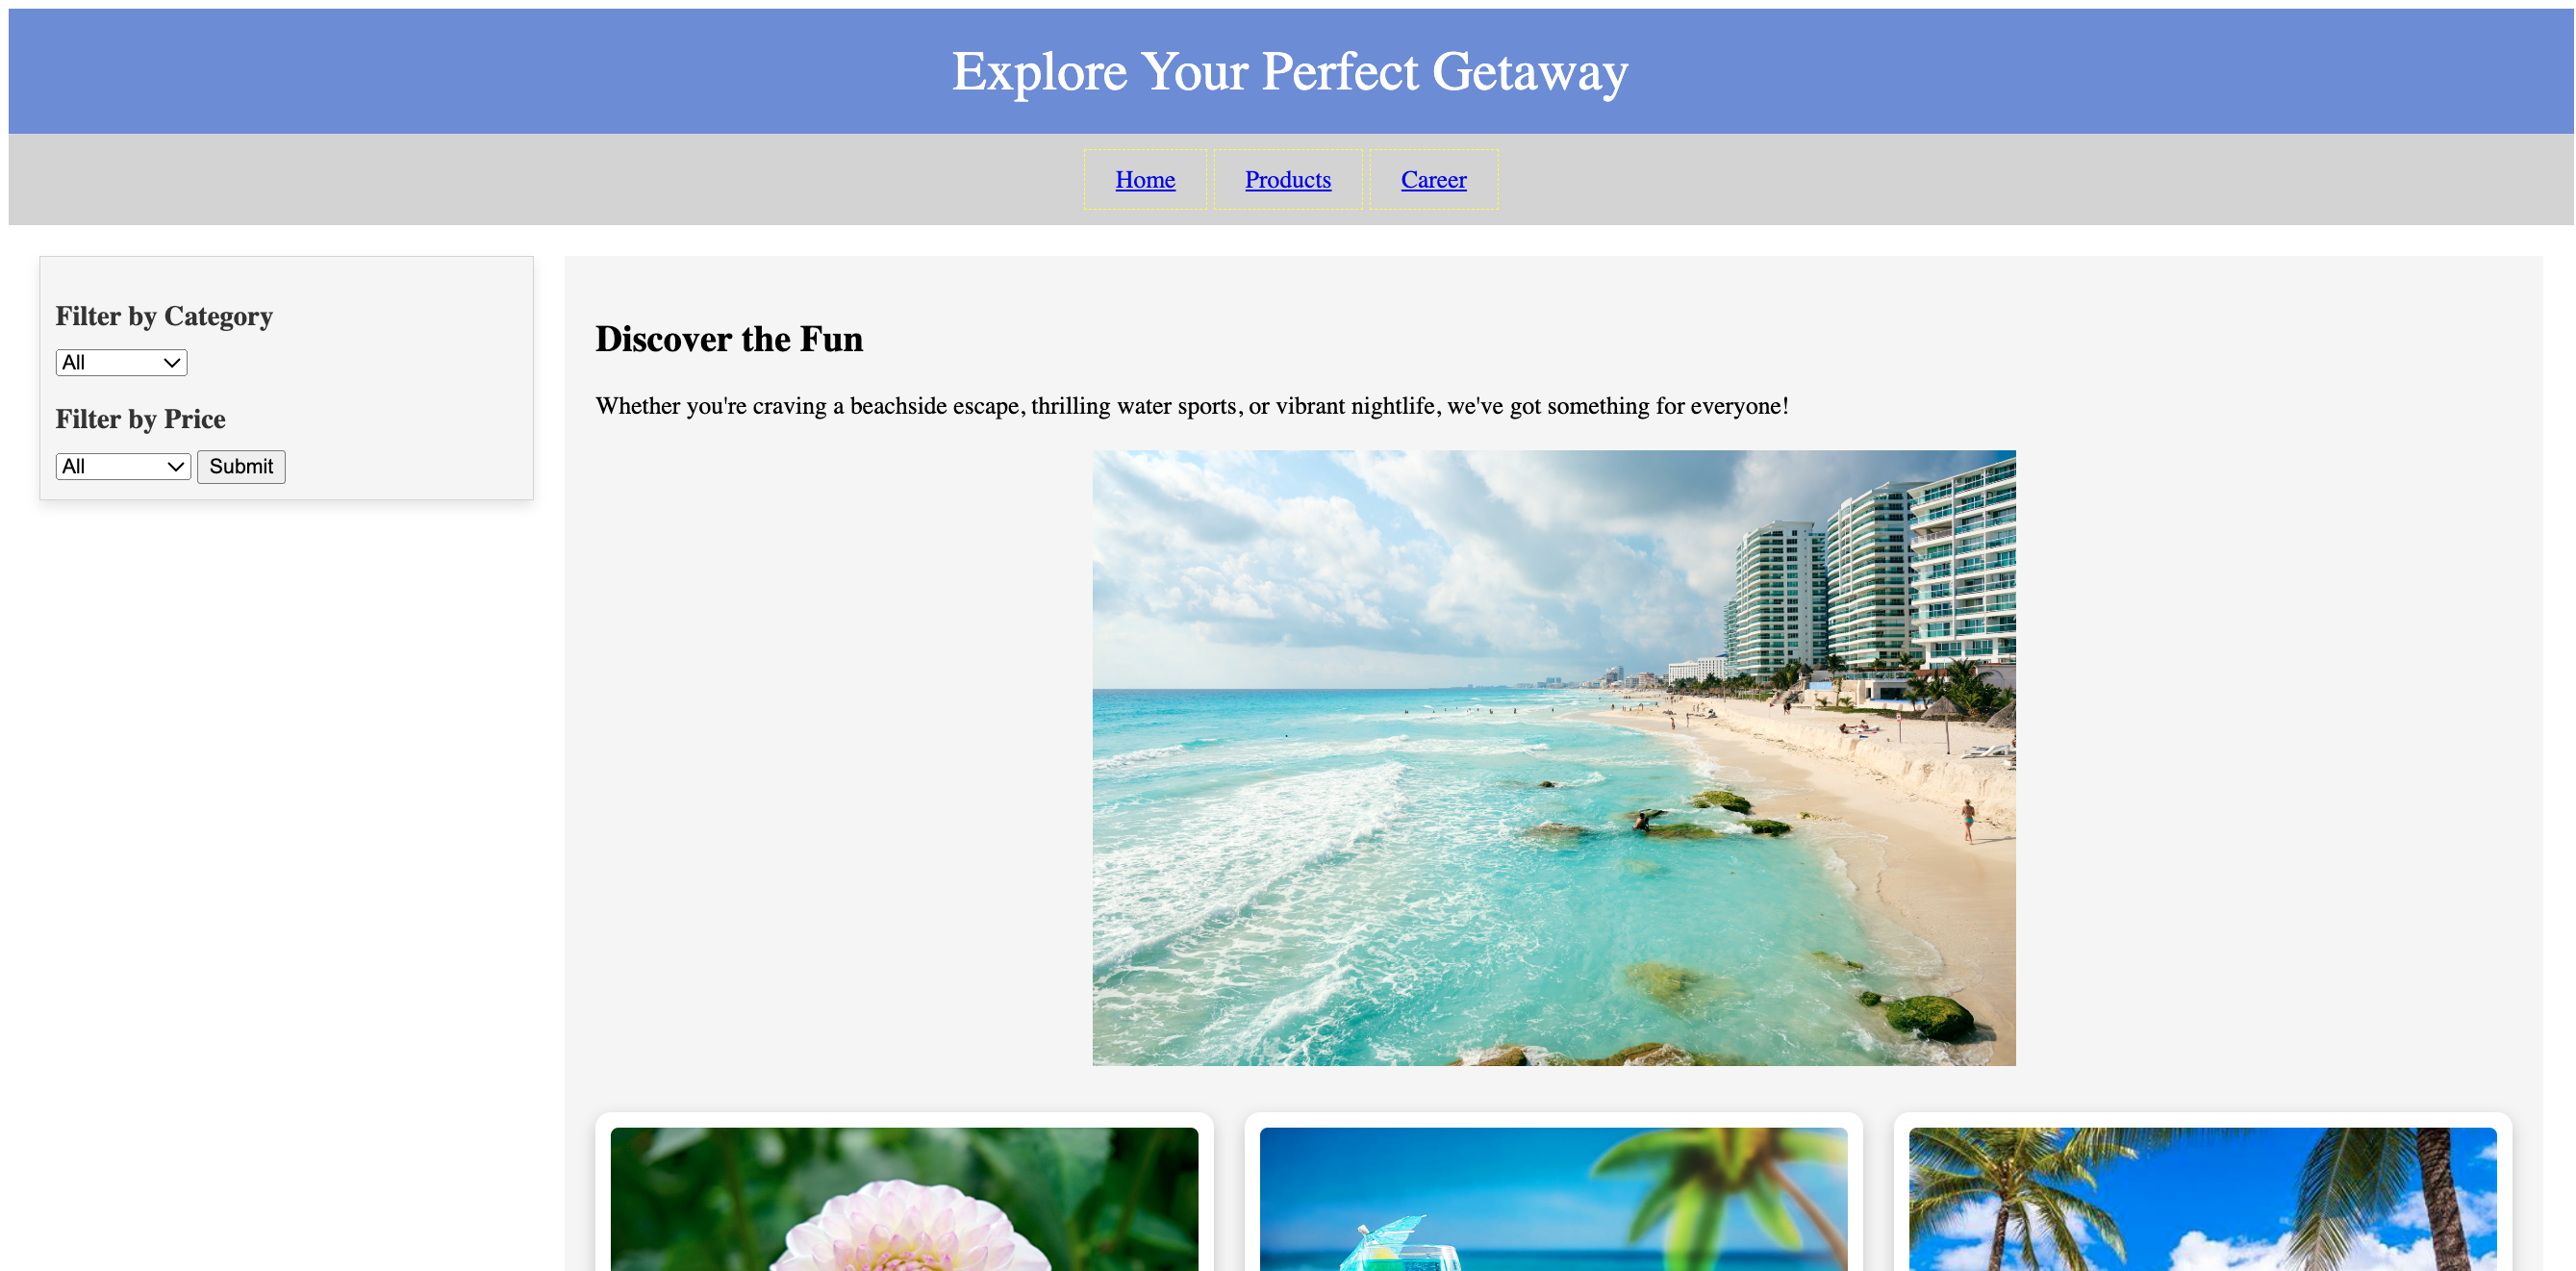 Explore Your Perfect Getaway
Home Products Career
Filter by Category
All
Filter by Price
All Submit
Discover the Fun
Whether you're craving a beachside escape, thrilling water sports, or vibrant nightlife, we've got something for everyone!